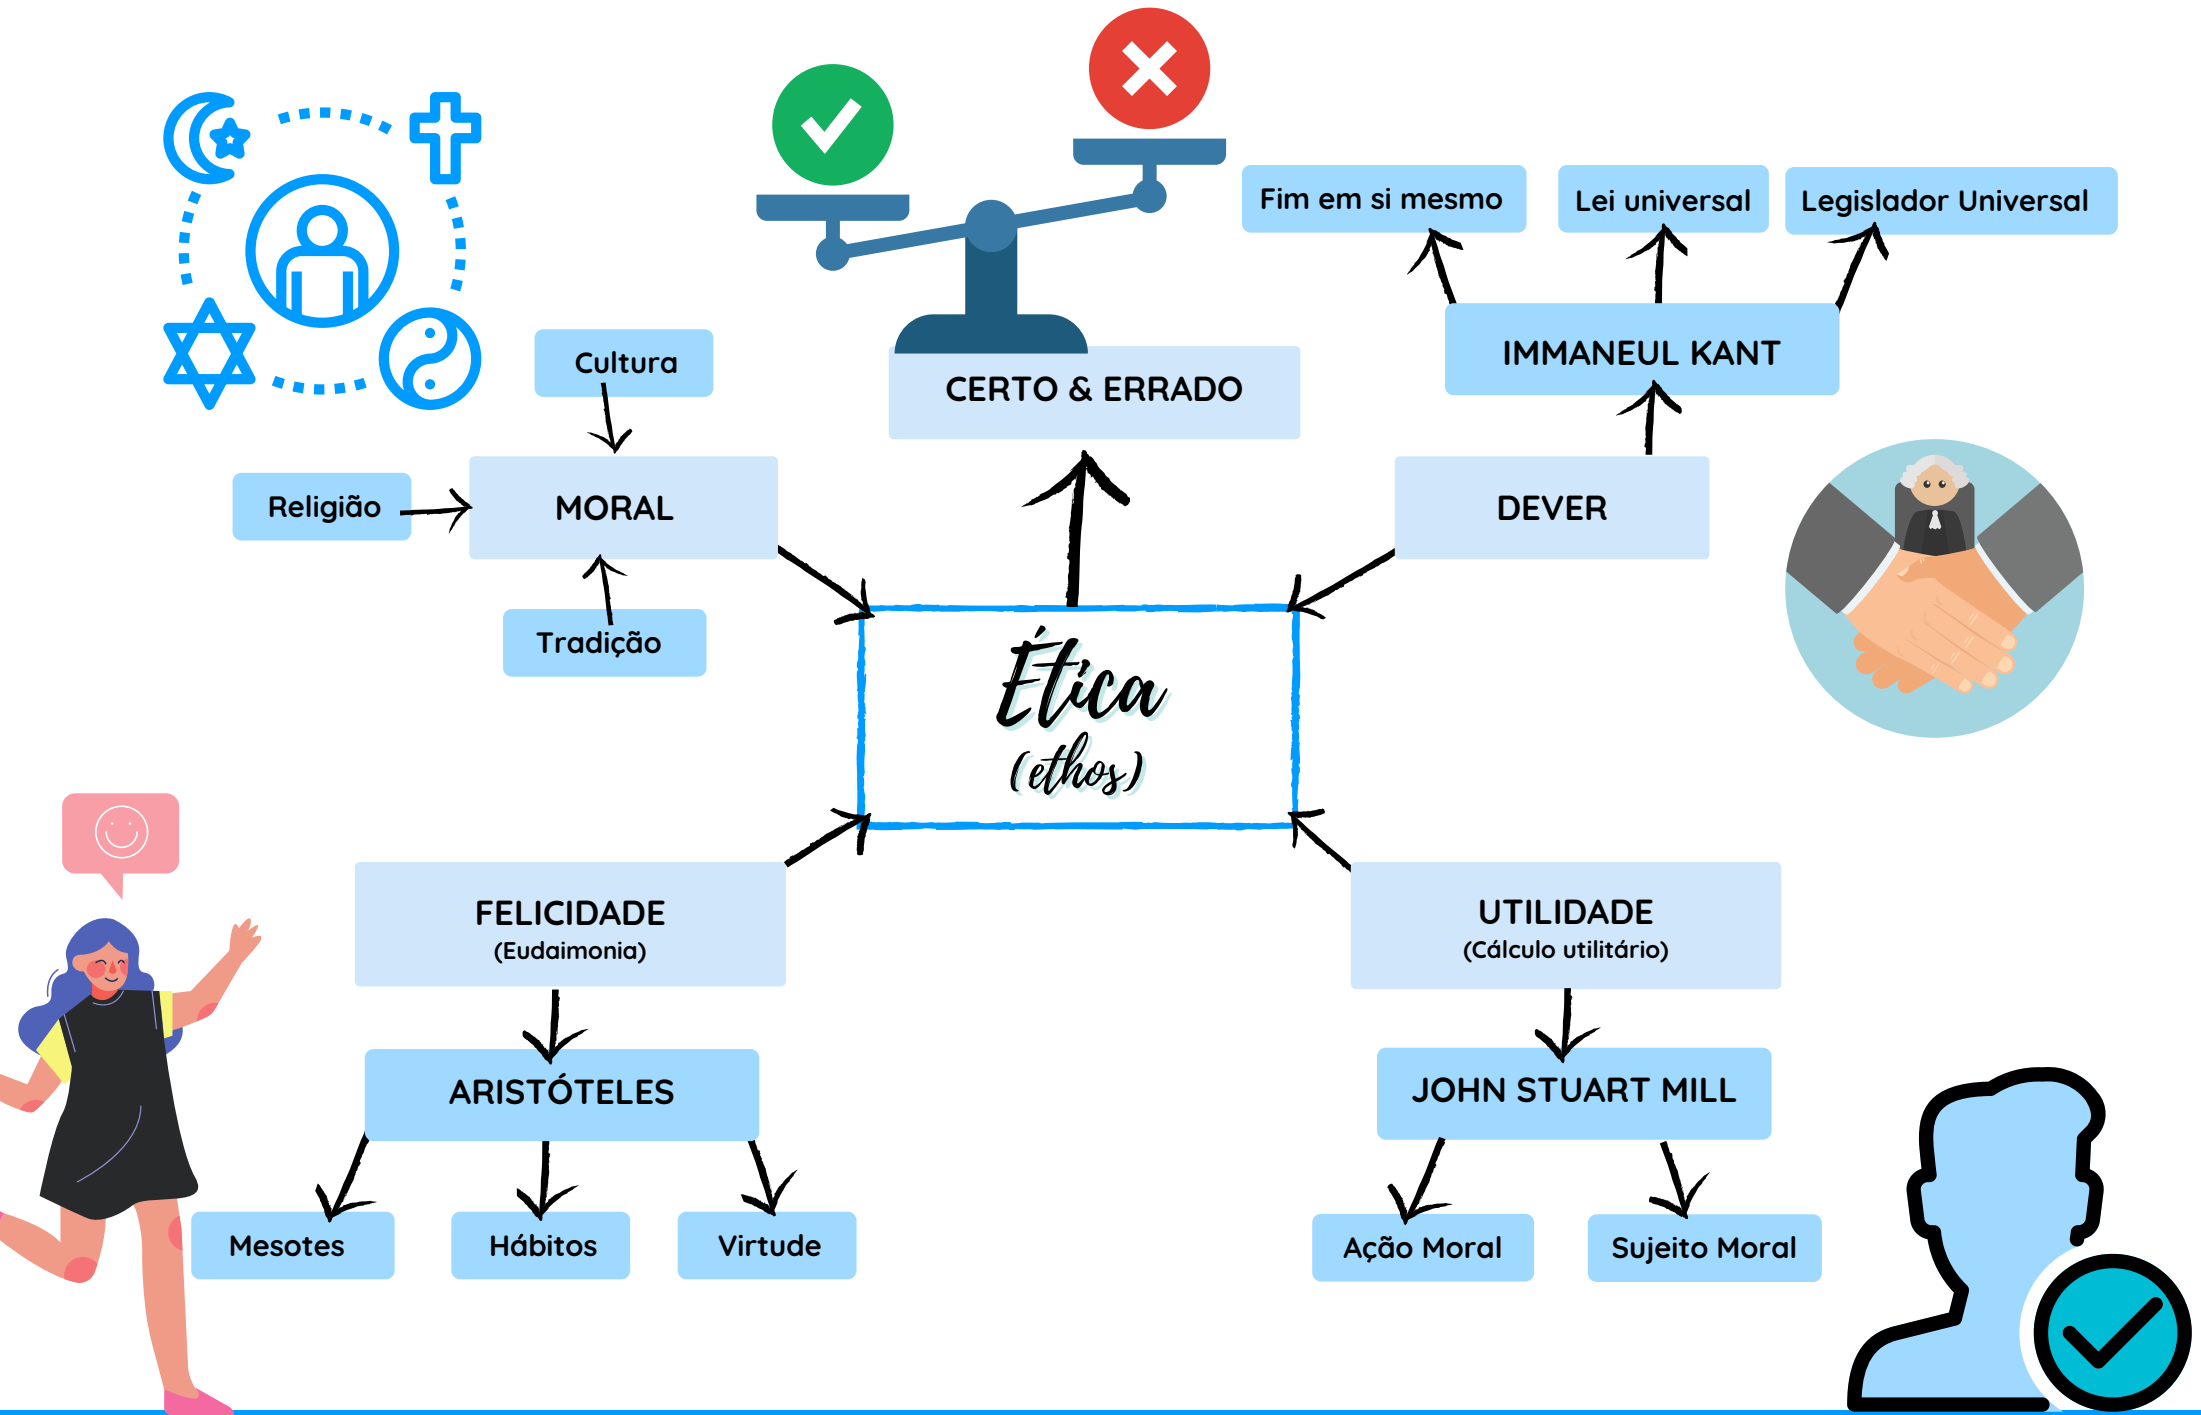 Fim em si mesmo
Lei universal
Legislador Universal
IMMANEUL KANT
Cultura
CERTO & ERRADO
Religião
MORAL
DEVER
Tradição
Ética
(ethos)
FELICIDADE
(Eudaimonia)
UTILIDADE
(Cálculo utilitário)
ARISTÓTELES
JOHN STUART MILL
Mesotes
Hábitos
Virtude
Ação Moral
Sujeito Moral